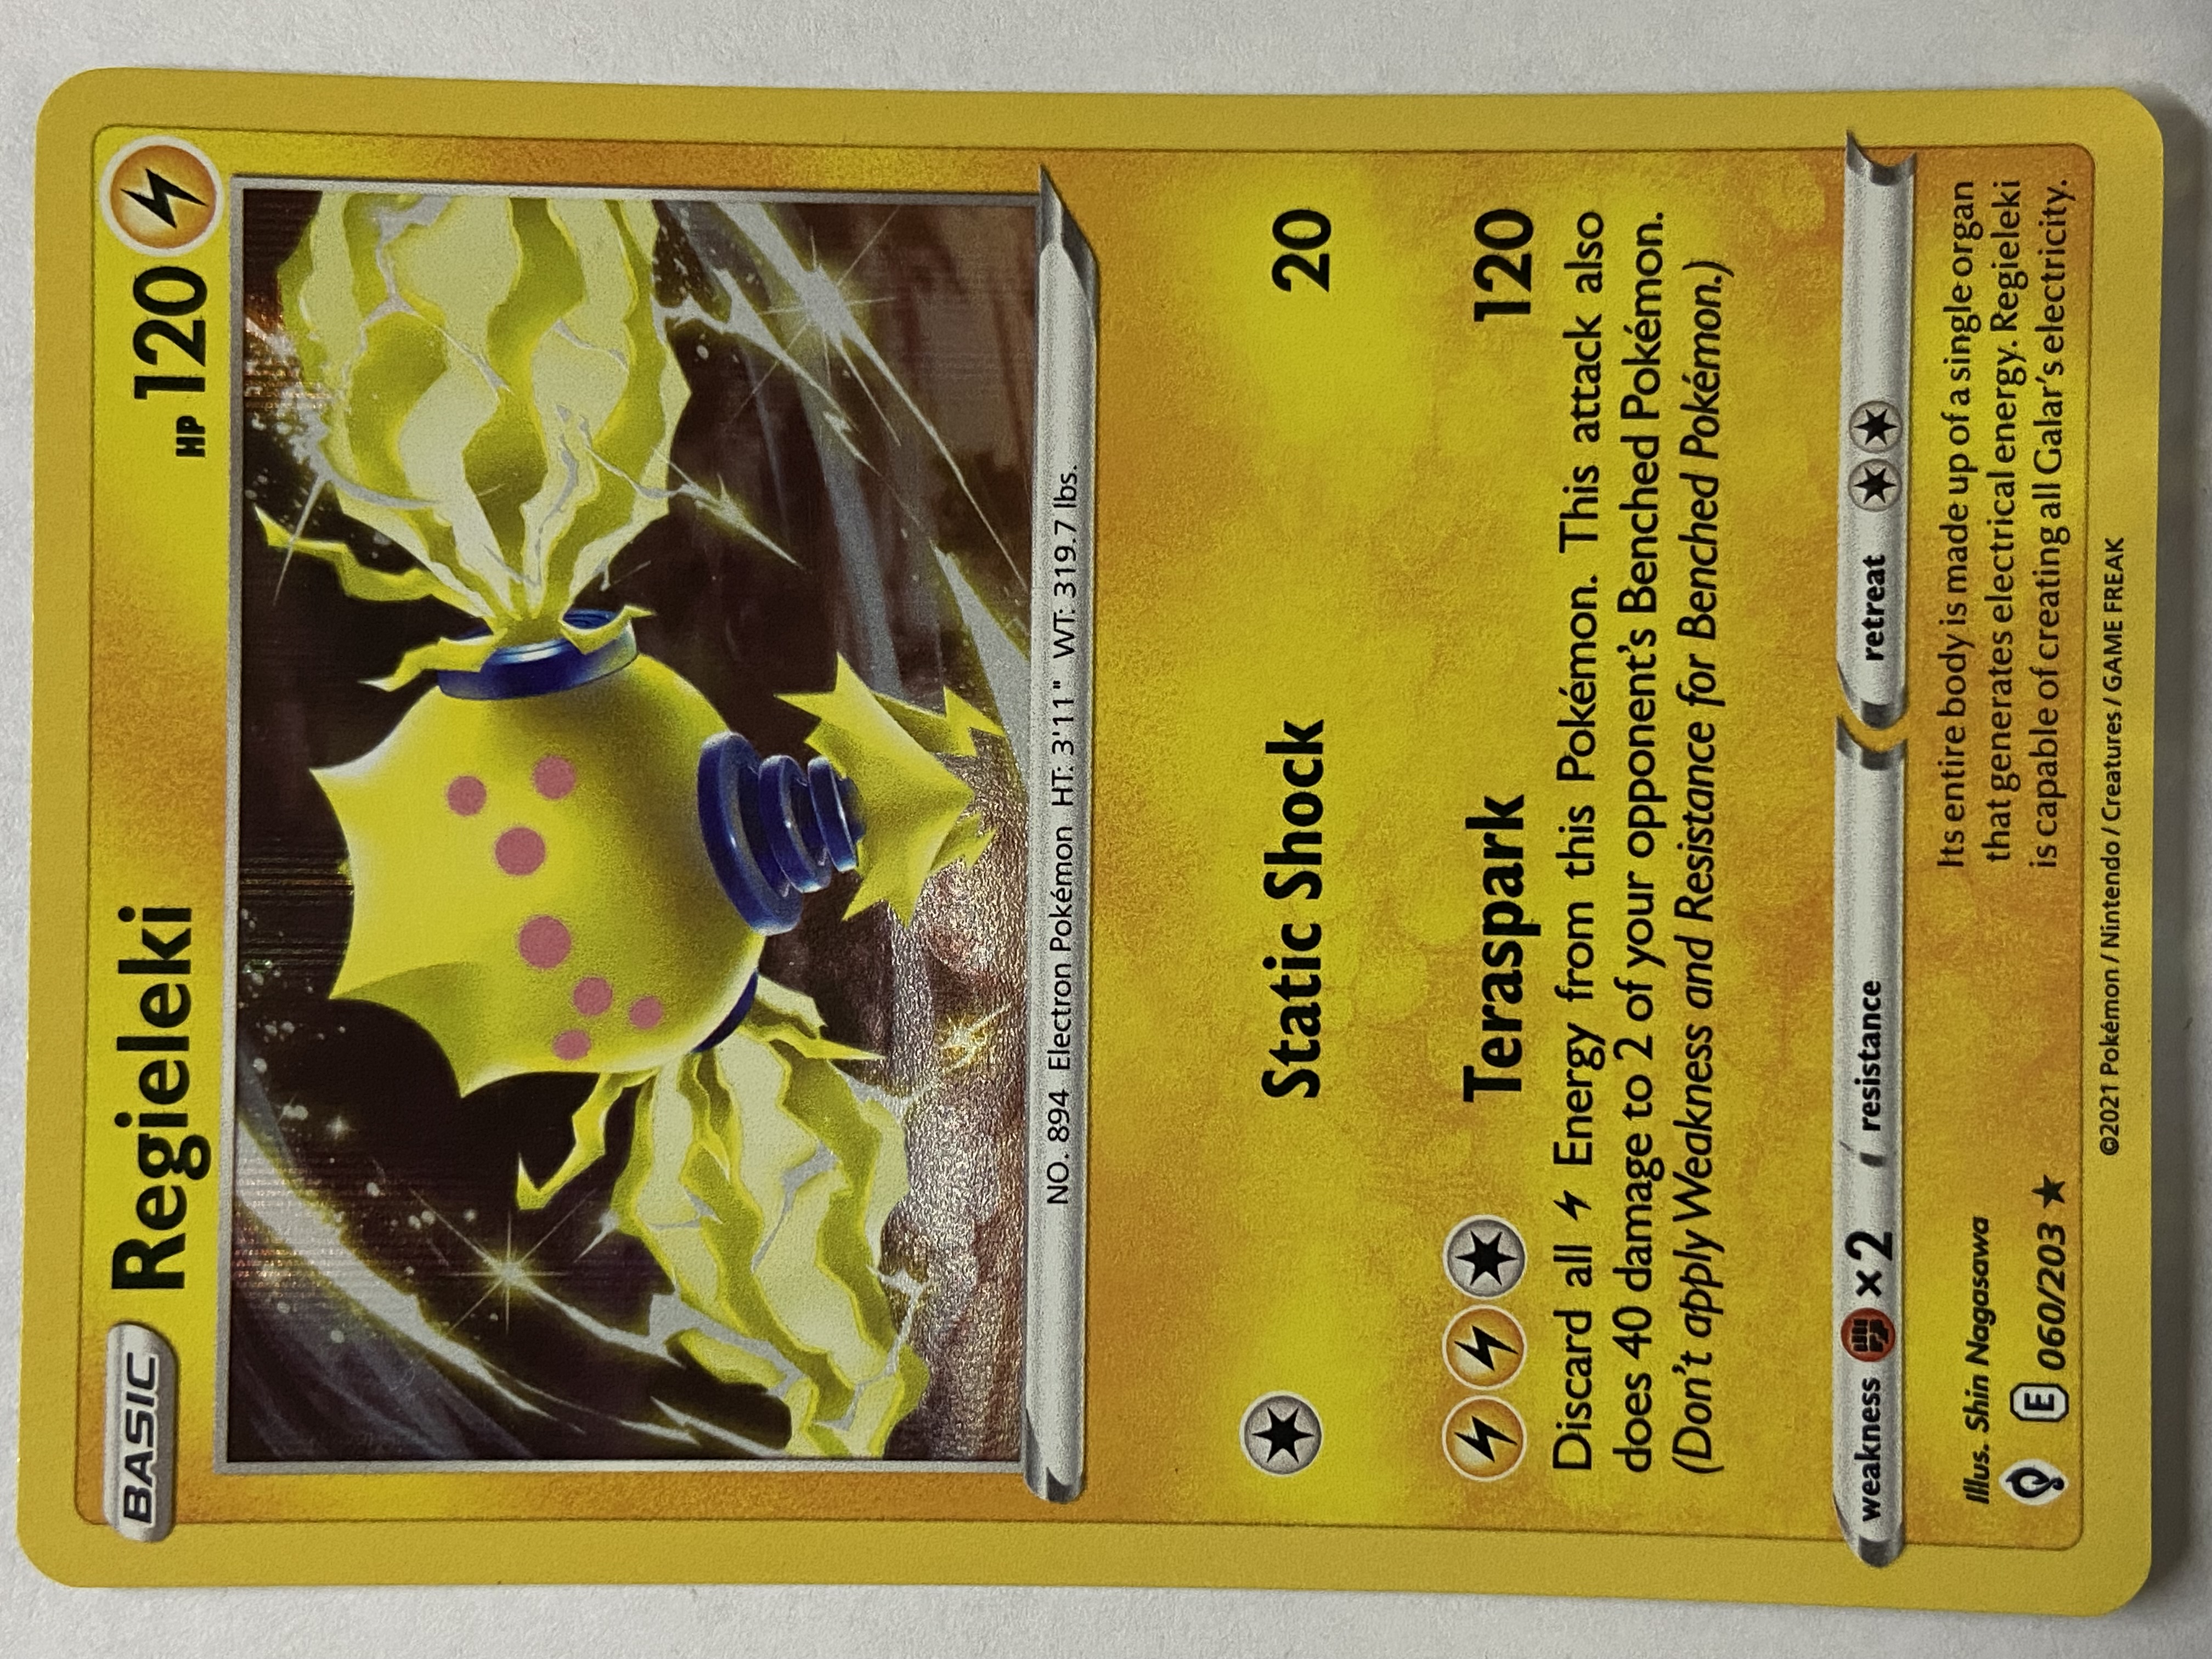 BASIC Regieleki HP 120
NO. 894 Electron Pokémon HT: 3'11" WT: 319.7 lbs.
Static Shock 20
Teraspark 120
Discard all Energy from this Pokémon. This attack also
does 40 damage to 2 of your opponent's Benched Pokémon.
(Don't apply Weakness and Resistance for Benched Pokémon.)
weakness ×2 resistance retreat
Illus. Shin Nagasawa
E 060/203 ★
Its entire body is made up of a single organ
that generates electrical energy. Regieleki
is capable of creating all Galar's electricity.
©2021 Pokémon / Nintendo / Creatures / GAME FREAK